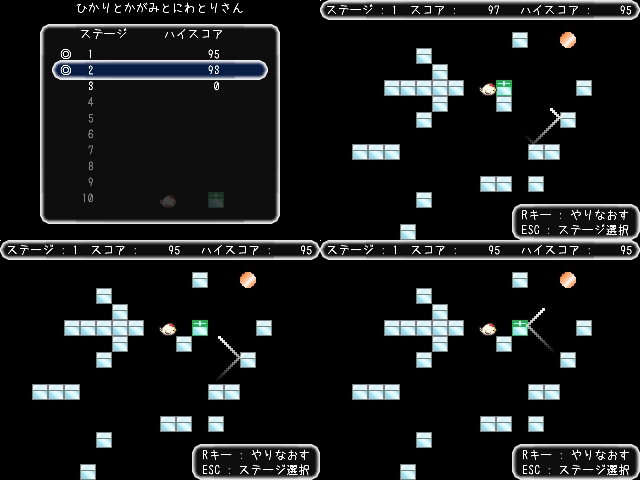 ひかりとかがみとにわとりさん
ステージ ハイスコア
◎ 1 95
◎ 2 93
3 0
4
5
6
7
8
9
10
ステージ : 1 スコア : 97 ハイスコア : 95
Rキー : やりなおす
ESC : ステージ選択
ステージ : 1 スコア : 95 ハイスコア : 95
Rキー : やりなおす
ESC : ステージ選択
ステージ : 1 スコア : 95 ハイスコア : 95
Rキー : やりなおす
ESC : ステージ選択